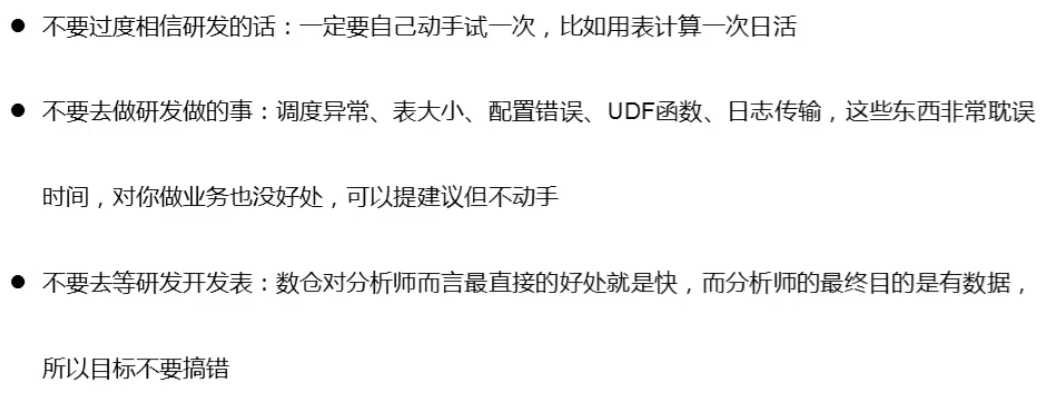 ● 不要过度相信研发的话：一定要自己动手试一次，比如用表计算一次日活
● 不要去做研发做的事：调度异常、表大小、配置错误、UDF函数、日志传输，这些东西非常耽误
时间，对你做业务也没好处，可以提建议但不动手
● 不要去等研发开发表：数仓对分析师而言最直接的好处就是快，而分析师的最终目的是有数据，
所以目标不要搞错